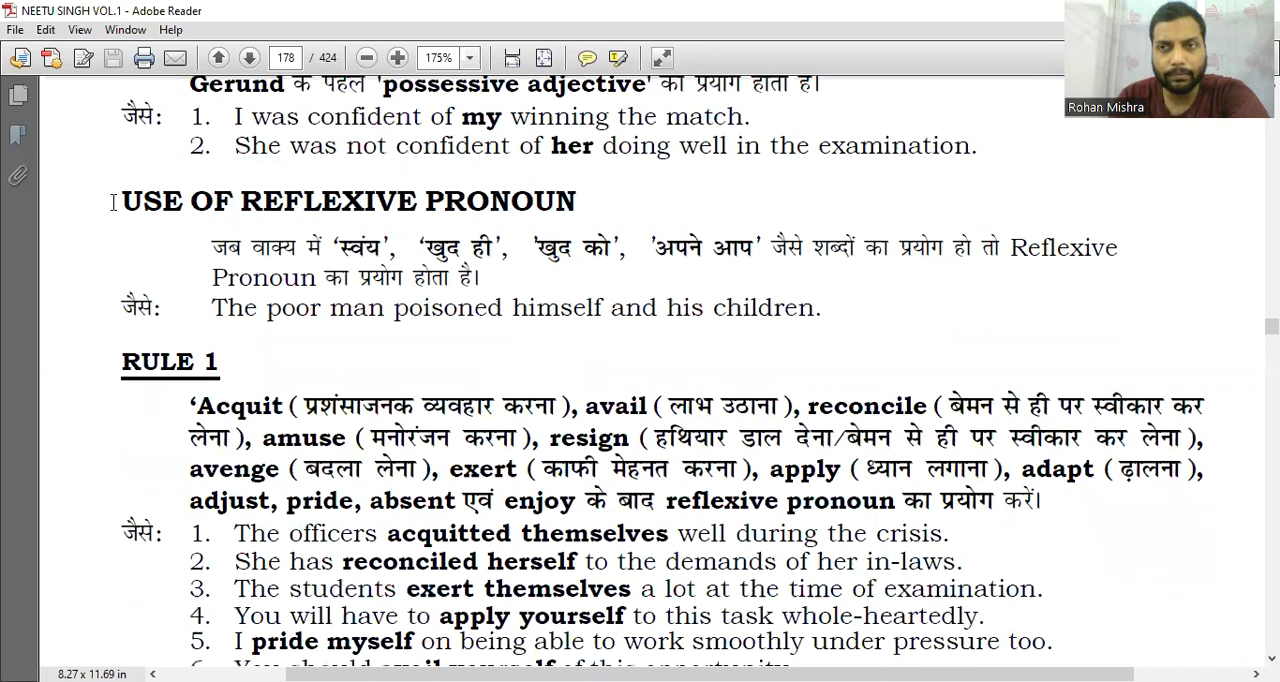 NEETU SINGH VOL.1 - Adobe Reader
File Edit View Window Help
178 / 424 175%
Rohan Mishra
Gerund के पहले 'possessive adjective' का प्रयोग होता है।
जैसे: 1. I was confident of my winning the match.
2. She was not confident of her doing well in the examination.
USE OF REFLEXIVE PRONOUN
जब वाक्य में ‘स्वंय’, ‘खुद ही’, 'खुद को’, 'अपने आप’ जैसे शब्दों का प्रयोग हो तो Reflexive
Pronoun का प्रयोग होता है।
जैसे: The poor man poisoned himself and his children.
RULE 1
‘Acquit (प्रशंसाजनक व्यवहार करना), avail (लाभ उठाना), reconcile (बेमन से ही पर स्वीकार कर
लेना), amuse (मनोरंजन करना), resign (हथियार डाल देना/बेमन से ही पर स्वीकार कर लेना),
avenge (बदला लेना), exert (काफी मेहनत करना), apply (ध्यान लगाना), adapt (ढ़ालना),
adjust, pride, absent एवं enjoy के बाद reflexive pronoun का प्रयोग करें।
जैसे: 1. The officers acquitted themselves well during the crisis.
2. She has reconciled herself to the demands of her in-laws.
3. The students exert themselves a lot at the time of examination.
4. You will have to apply yourself to this task whole-heartedly.
5. I pride myself on being able to work smoothly under pressure too.
6. You should avail yourself of this opportunity.
8.27 x 11.69 in